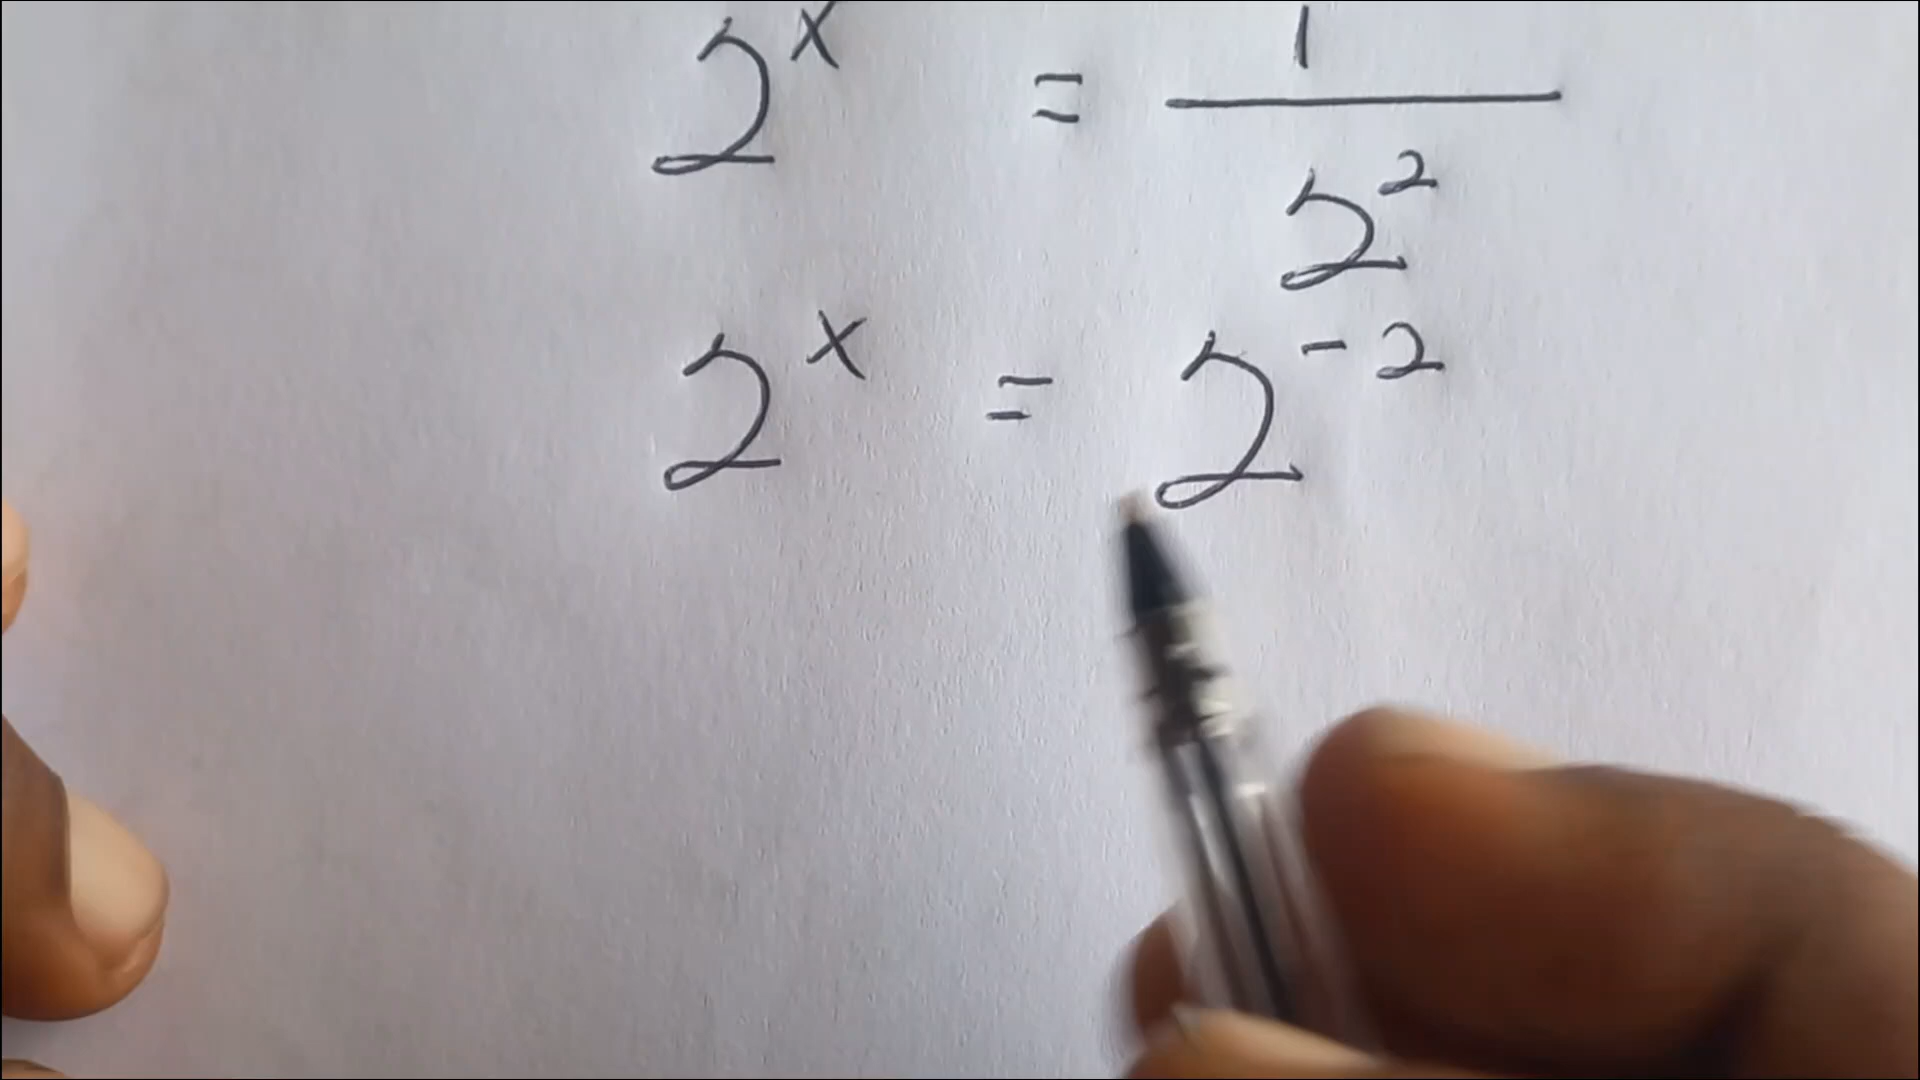 2^x = 1/2^2
2^x = 2^-2